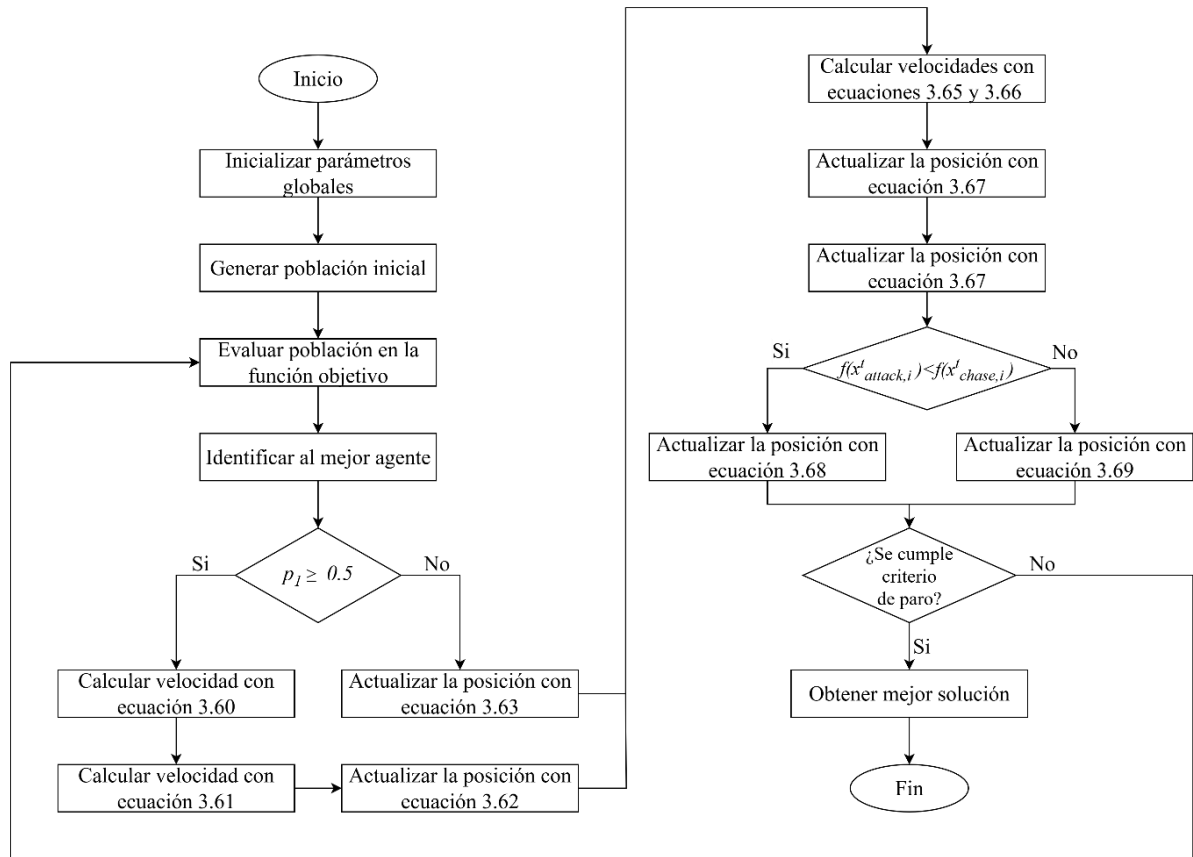 Inicio
Inicializar parámetros
globales
Generar población inicial
Evaluar población en la
función objetivo
Identificar al mejor agente
Si
p₁ ≥ 0.5
No
Calcular velocidad con
ecuación 3.60
Actualizar la posición con
ecuación 3.63
Calcular velocidad con
ecuación 3.61
Actualizar la posición con
ecuación 3.62
Calcular velocidades con
ecuaciones 3.65 y 3.66
Actualizar la posición con
ecuación 3.67
Actualizar la posición con
ecuación 3.67
Si
f(xᵗattack,i)<f(xᵗchase,i)
No
Actualizar la posición con
ecuación 3.68
Actualizar la posición con
ecuación 3.69
¿Se cumple
criterio
de paro?
No
Si
Obtener mejor solución
Fin